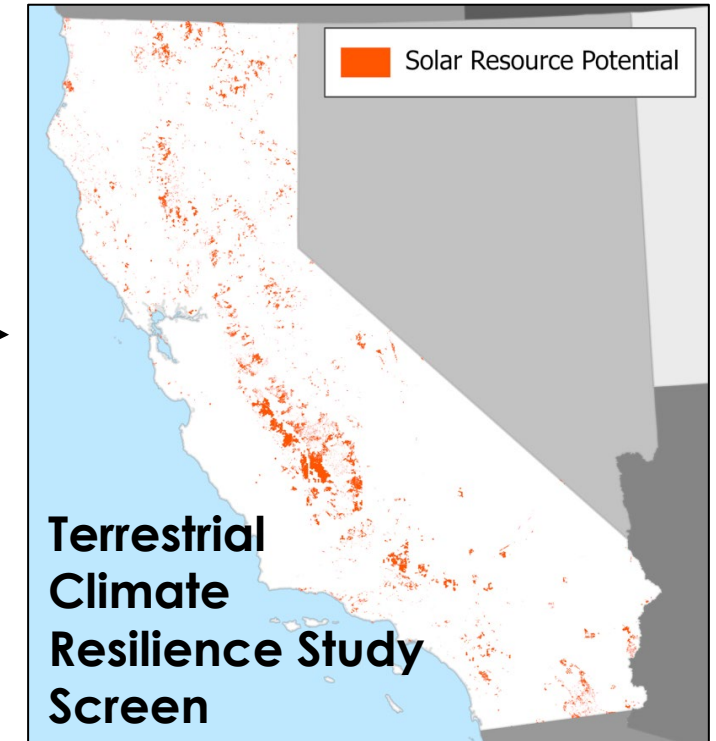 Solar Resource Potential
Terrestrial
Climate
Resilience Study
Screen